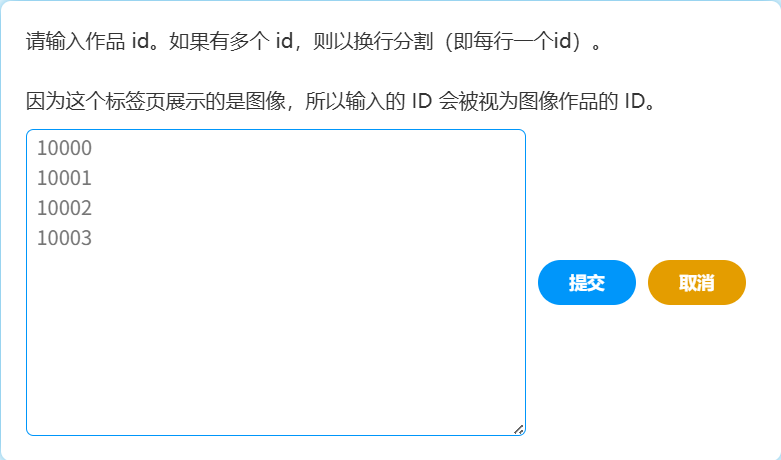 请输入作品 id。如果有多个 id，则以换行分割（即每行一个id）。
因为这个标签页展示的是图像，所以输入的 ID 会被视为图像作品的 ID。
10000
10001
10002
10003
提交
取消